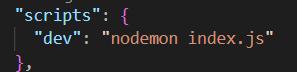 "scripts": {
"dev": "nodemon index.js"
},